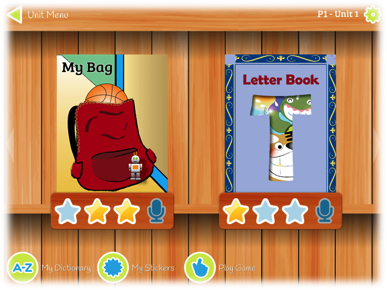 Unit Menu
P1 - Unit 1
My Bag
Letter Book
T
A-Z
My Dictionary
My Stickers
Play Game